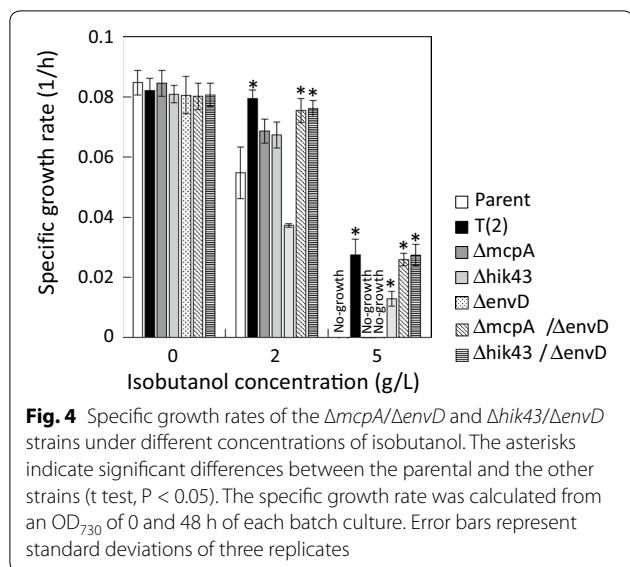 0.1
0.08
0.06
0.04
0.02
0
Specific growth rate (1/h)
*
*
*
No-growth
*
No-growth
No-growth
*
*
*
0
2
5
Isobutanol concentration (g/L)
Parent
T(2)
ΔmcpA
Δhik43
ΔenvD
ΔmcpA /ΔenvD
Δhik43 / ΔenvD
Fig. 4 Specific growth rates of the ΔmcpA/ΔenvD and Δhik43/ΔenvD
strains under different concentrations of isobutanol. The asterisks
indicate significant differences between the parental and the other
strains (t test, P < 0.05). The specific growth rate was calculated from
an OD730 of 0 and 48 h of each batch culture. Error bars represent
standard deviations of three replicates